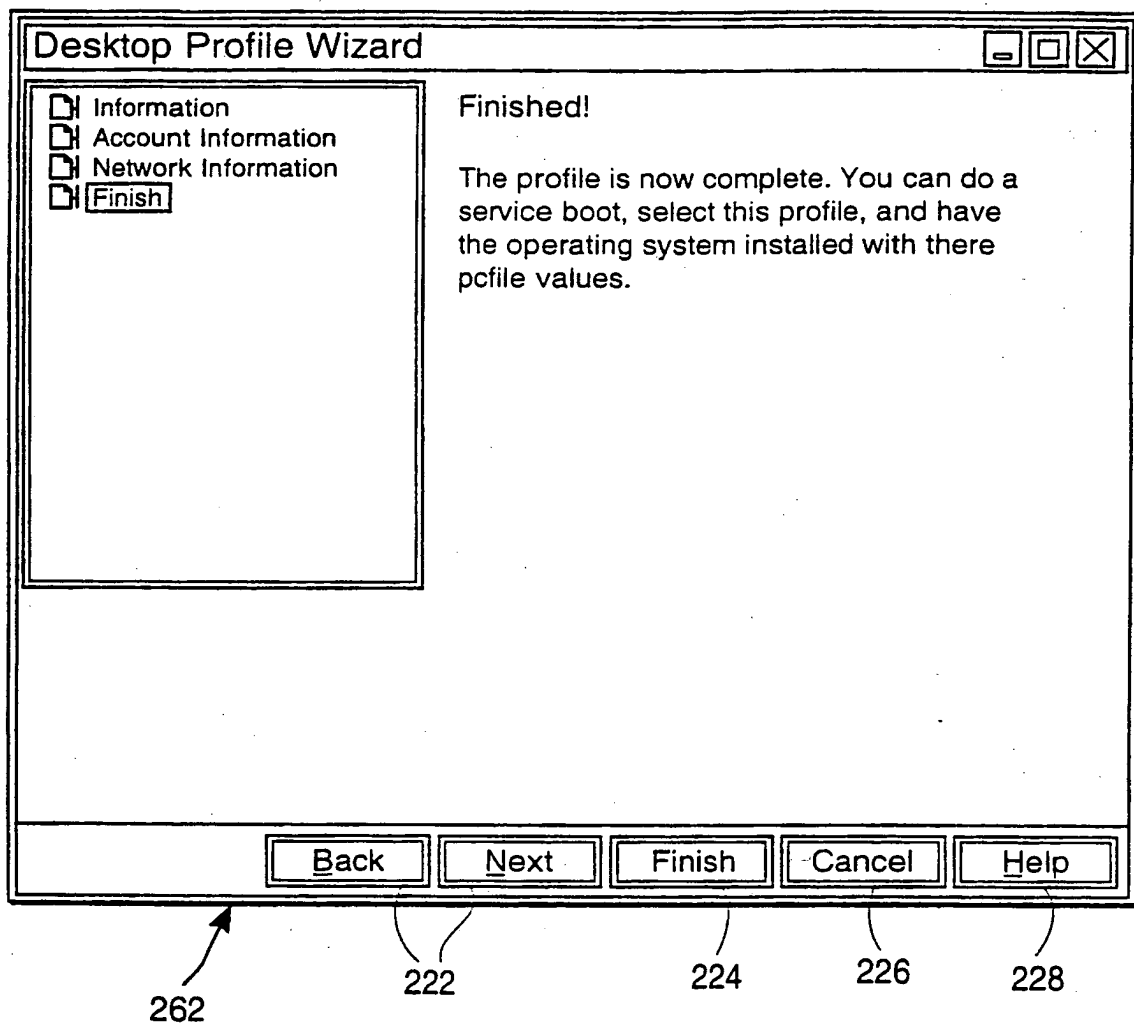 Desktop Profile Wizard
Information
Account Information
Network Information
Finish
Finished!
The profile is now complete. You can do a
service boot, select this profile, and have
the operating system installed with there
pcfile values.
Back Next Finish Cancel Help
262 222 224 226 228